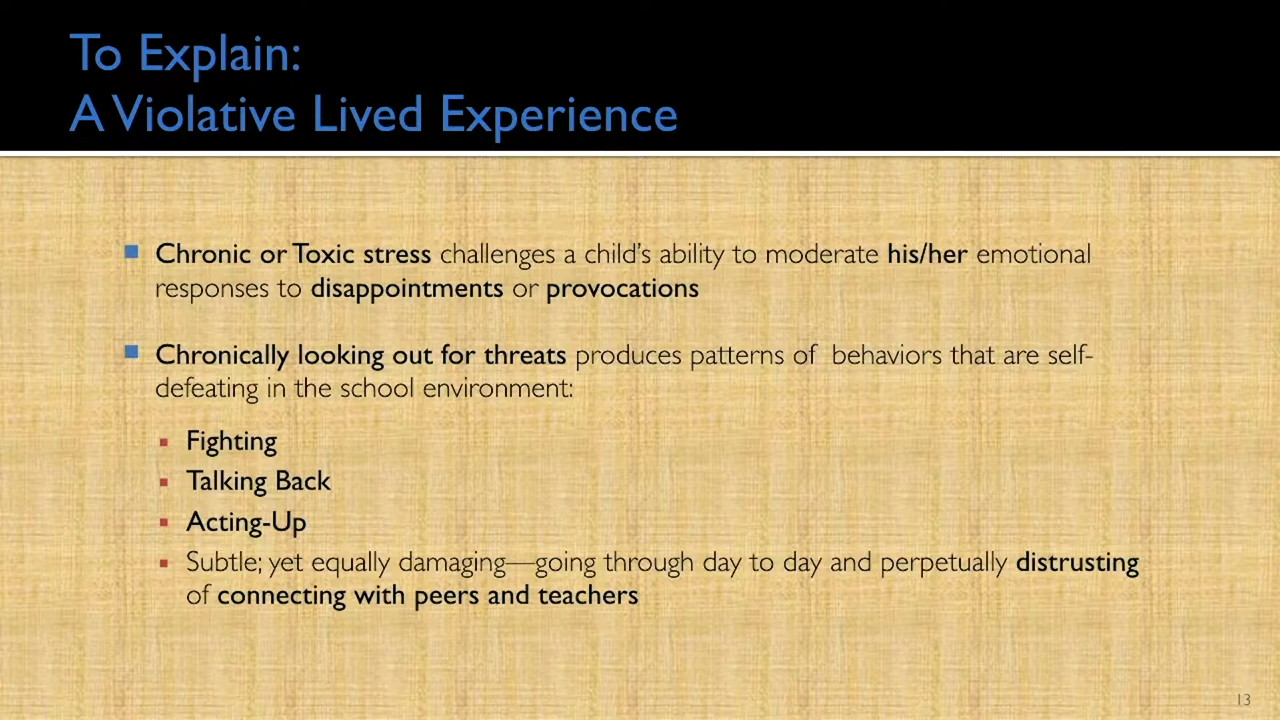 To Explain:
A Violative Lived Experience
Chronic or Toxic stress challenges a child's ability to moderate his/her emotional
responses to disappointments or provocations
Chronically looking out for threats produces patterns of behaviors that are self-
defeating in the school environment:
Fighting
Talking Back
Acting-Up
Subtle; yet equally damaging—going through day to day and perpetually distrusting
of connecting with peers and teachers
13